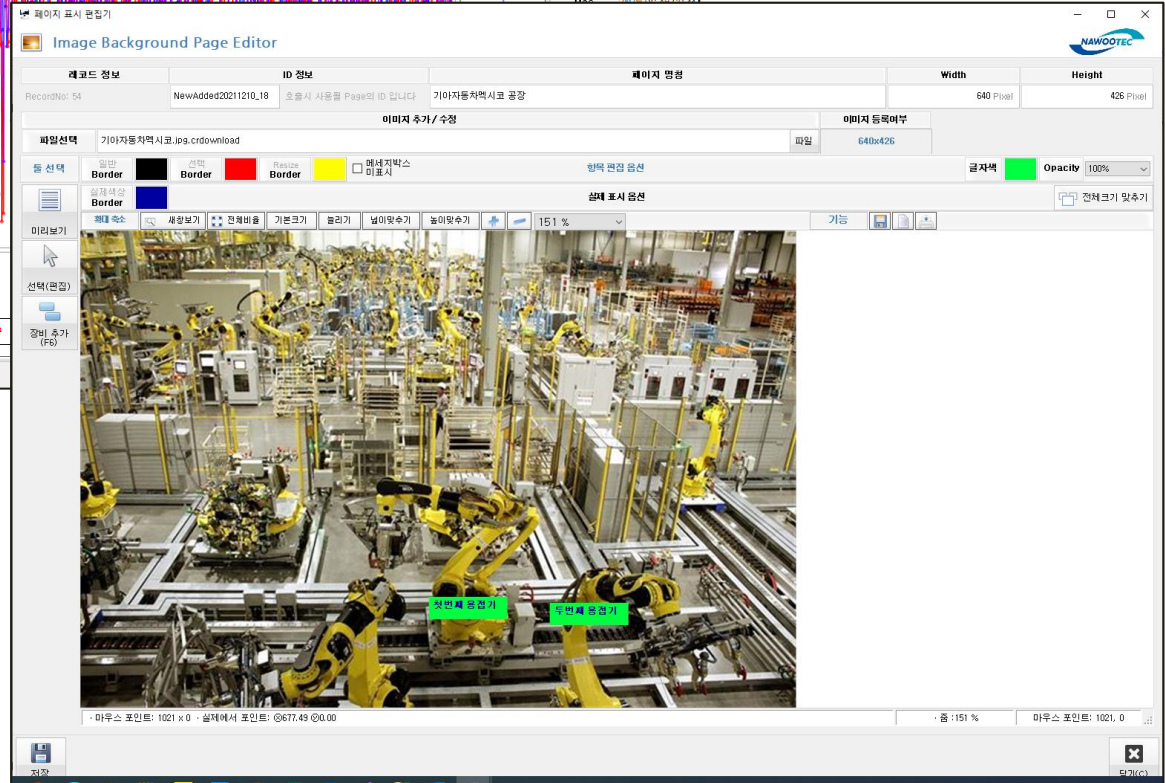 페이지 표시 편집기
Image Background Page Editor
NAWOOTEC
레코드 정보 ID 정보 페이지 명칭 Width Height
RecordNo: 54 NewAdded20211210_18 호출시 사용될 Page의 ID 입니다 기아자동차멕시코 공장 640 Pixel 426 Pixel
이미지 추가 / 수정 이미지 등록여부
파일선택 기아자동차멕시코.jpg.crdownload 파일 640x426
툴 선택 일반 Border 선택 Border Resize Border 메세지박스 미표시 항목 편집 옵션 글자색 Opacity 100%
실제색상 Border 실제 표시 옵션 전체크기 맞추기
미리보기
확대 축소 새창보기 전체비율 기본크기 늘리기 넓이맞추기 높이맞추기 151 % 기능
선택(편집)
장비 추가
(F6)
첫번째 용접기
두번째 용접기
· 마우스 포인트: 1021 x 0 · 실제에서 포인트: ⓧ677.49 ⓨ0.00 · 줌 :151 % 마우스 포인트: 1021, 0
저장 닫기(C)